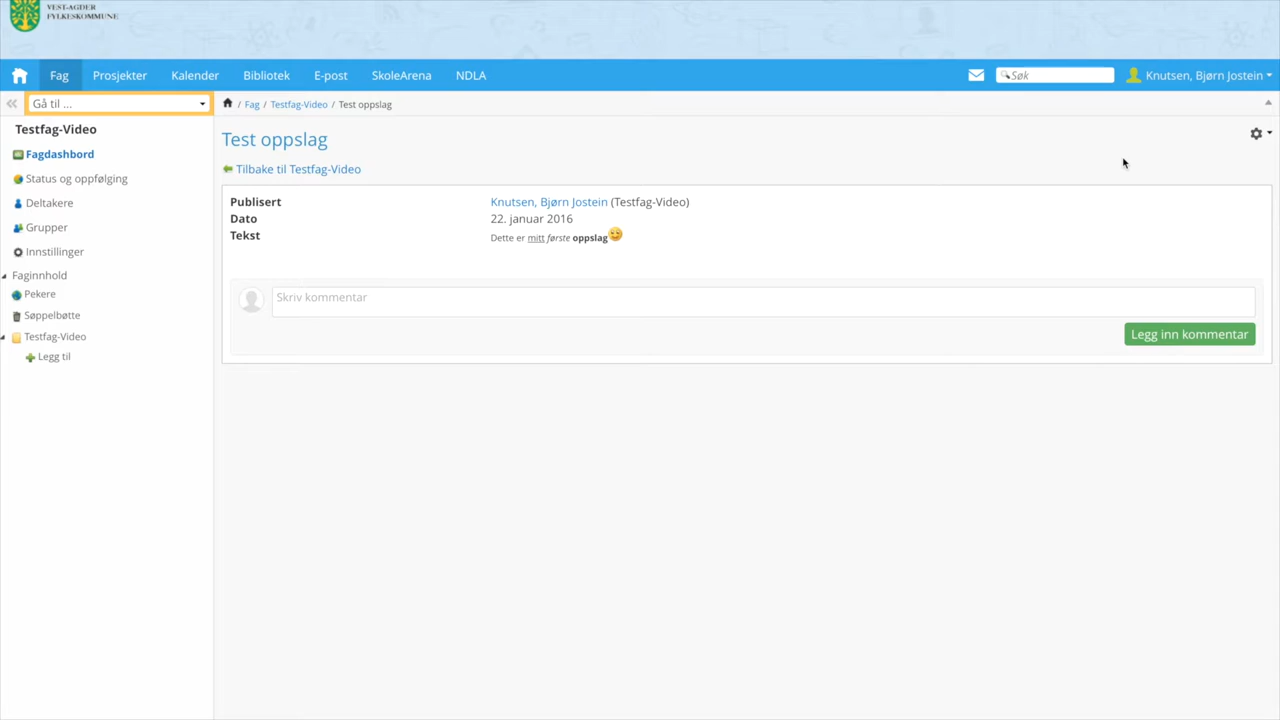 VEST-AGDER
FYLKESKOMMUNE
Fag Prosjekter Kalender Bibliotek E-post SkoleArena NDLA Søk Knutsen, Bjørn Jostein
Gå til ...
/ Fag / Testfag-Video / Test oppslag
Testfag-Video
Fagdashbord
Status og oppfølging
Deltakere
Grupper
Innstillinger
Faginnhold
Pekere
Søppelbøtte
Testfag-Video
Legg til
Test oppslag
Tilbake til Testfag-Video
Publisert Knutsen, Bjørn Jostein (Testfag-Video)
Dato 22. januar 2016
Tekst Dette er mitt første oppslag
Skriv kommentar
Legg inn kommentar